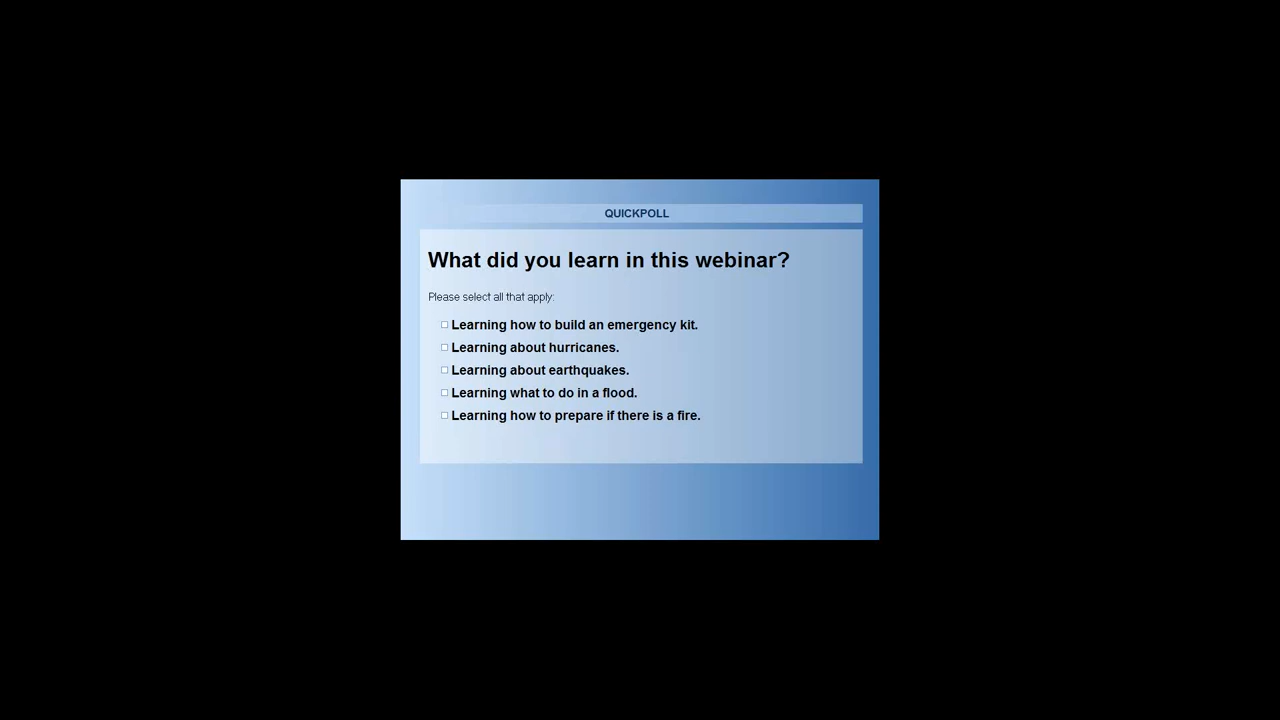 QUICKPOLL
What did you learn in this webinar?
Please select all that apply:
Learning how to build an emergency kit.
Learning about hurricanes.
Learning about earthquakes.
Learning what to do in a flood.
Learning how to prepare if there is a fire.